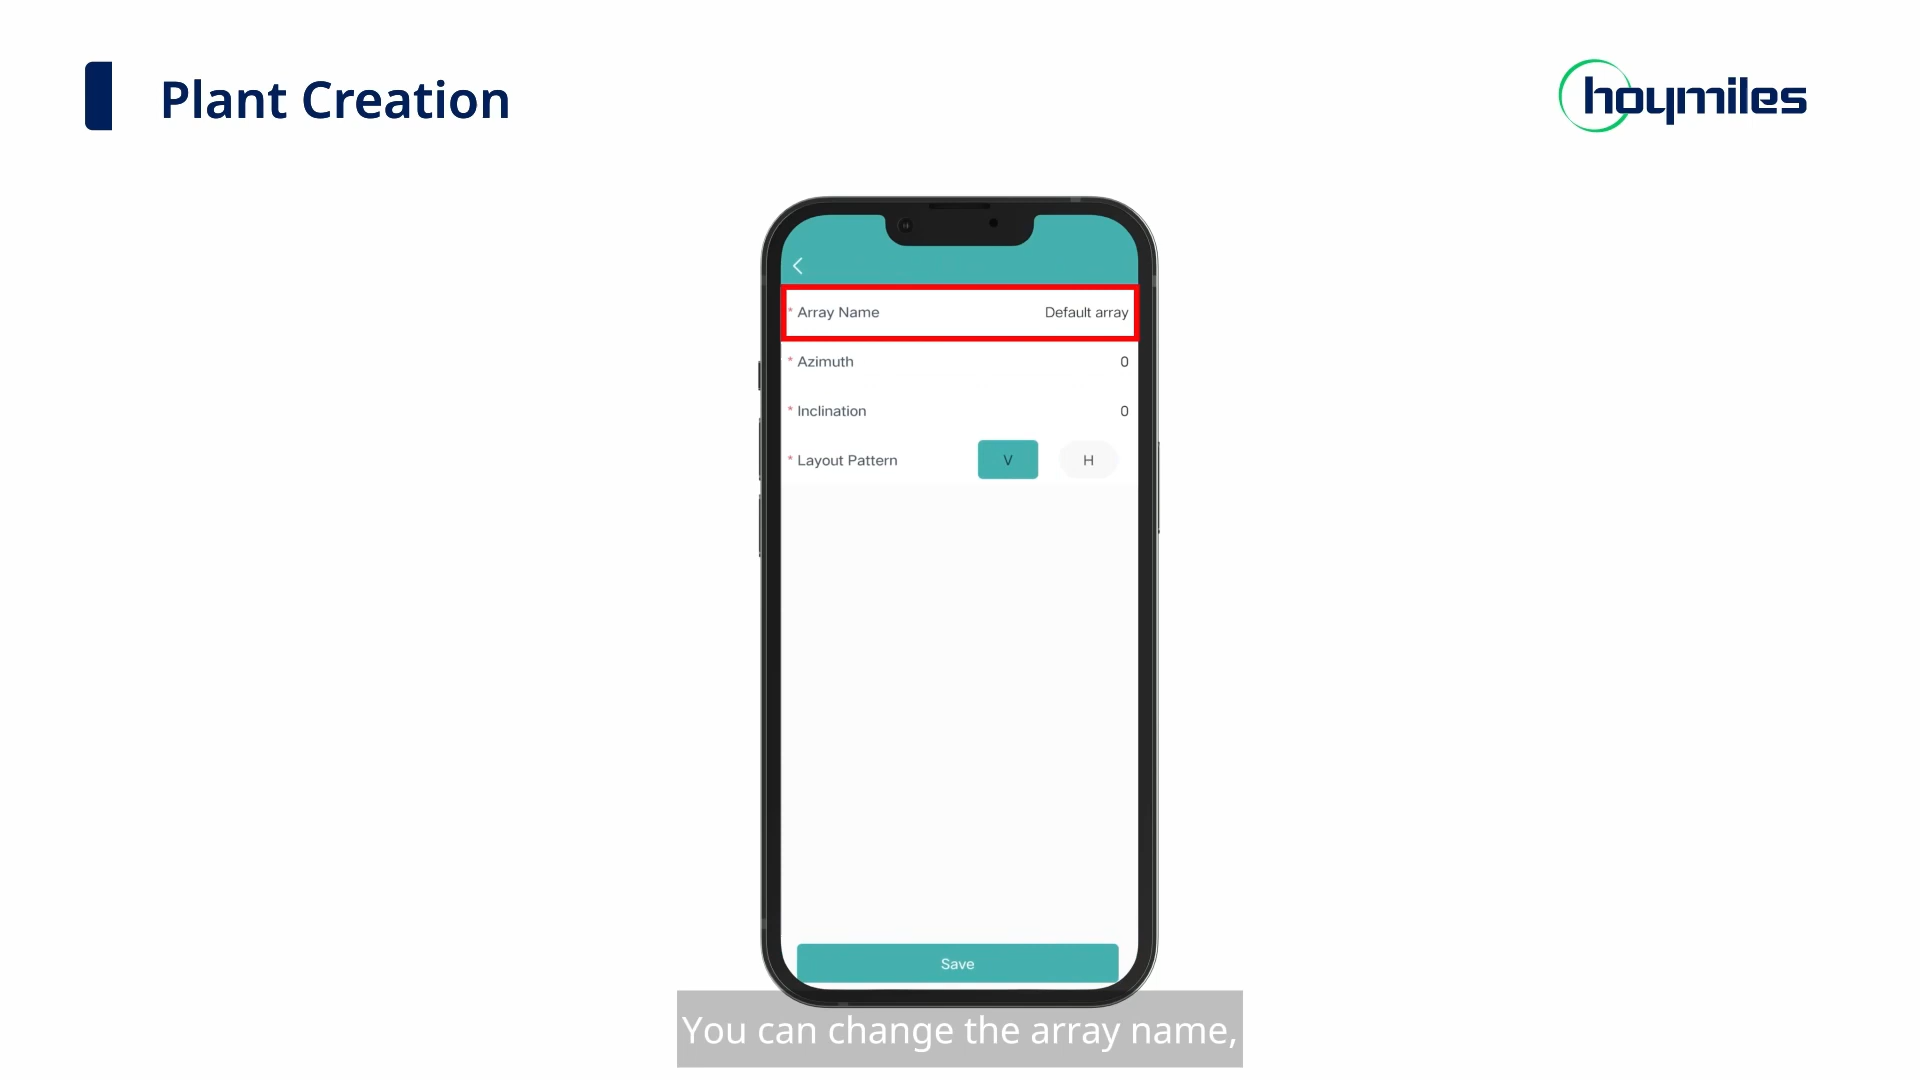 Plant Creation
hoymiles
* Array Name Default array
* Azimuth 0
* Inclination 0
* Layout Pattern V H
Save
You can change the array name,